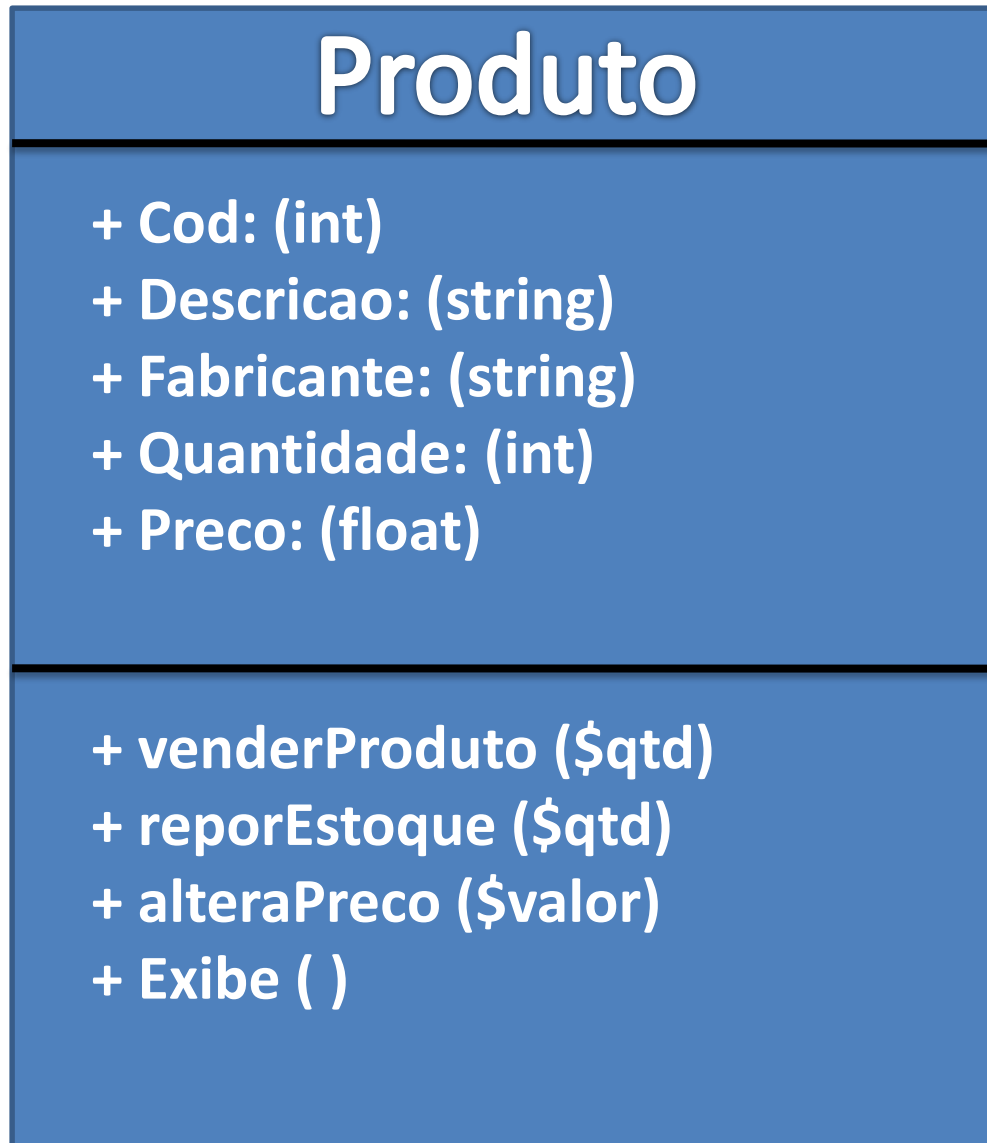 Produto
+ Cod: (int)
+ Descricao: (string)
+ Fabricante: (string)
+ Quantidade: (int)
+ Preco: (float)
+ venderProduto ($qtd)
+ reporEstoque ($qtd)
+ alteraPreco ($valor)
+ Exibe ( )